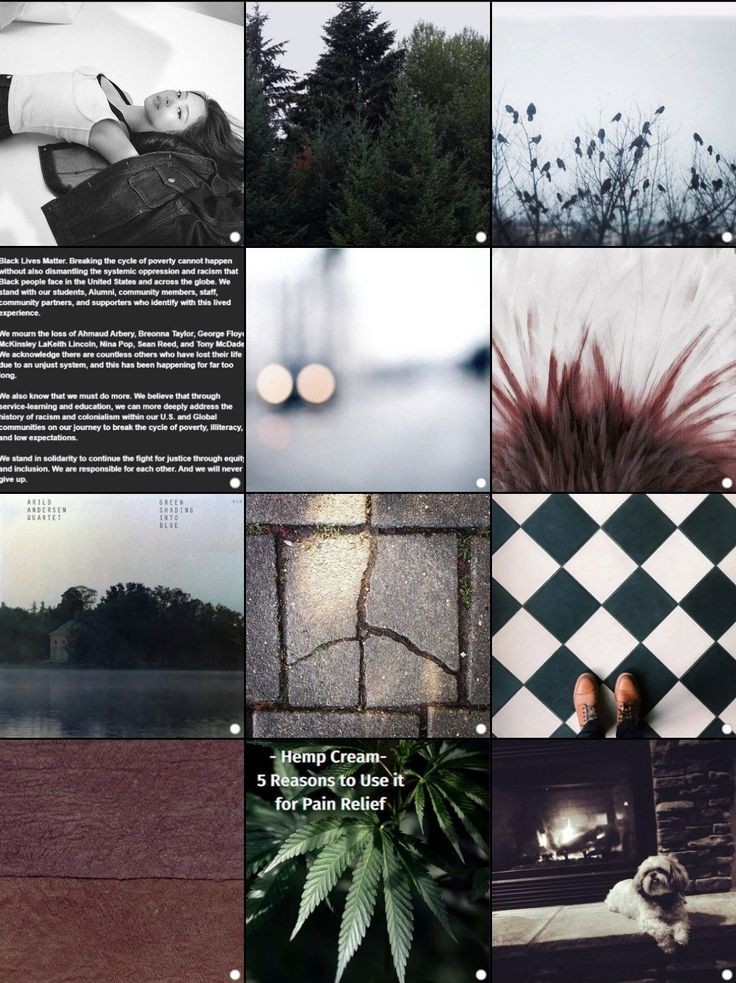 Black Lives Matter. Breaking the cycle of poverty cannot happen
without also dismantling the systemic oppression and racism that
Black people face in the United States and across the globe. We
stand with our students, Alumni, community members, staff,
community partners, and supporters who identify with this lived
experience.
We mourn the loss of Ahmaud Arbery, Breonna Taylor, George Floy
McKinsley LaKeith Lincoln, Nina Pop, Sean Reed, and Tony McDade
We acknowledge there are countless others who have lost their life
due to an unjust system, and this has been happening for far too
long.
We also know that we must do more. We believe that through
service-learning and education, we can more deeply address the
history of racism and colonialism within our U.S. and Global
communities on our journey to break the cycle of poverty, illiteracy,
and low expectations.
We stand in solidarity to continue the fight for justice through equity
and inclusion. We are responsible for each other. And we will never
give up.
ARILD
ANDERSEN
QUARTET
GREEN
SHADING
INTO
BLUE
- Hemp Cream-
5 Reasons to Use it
for Pain Relief